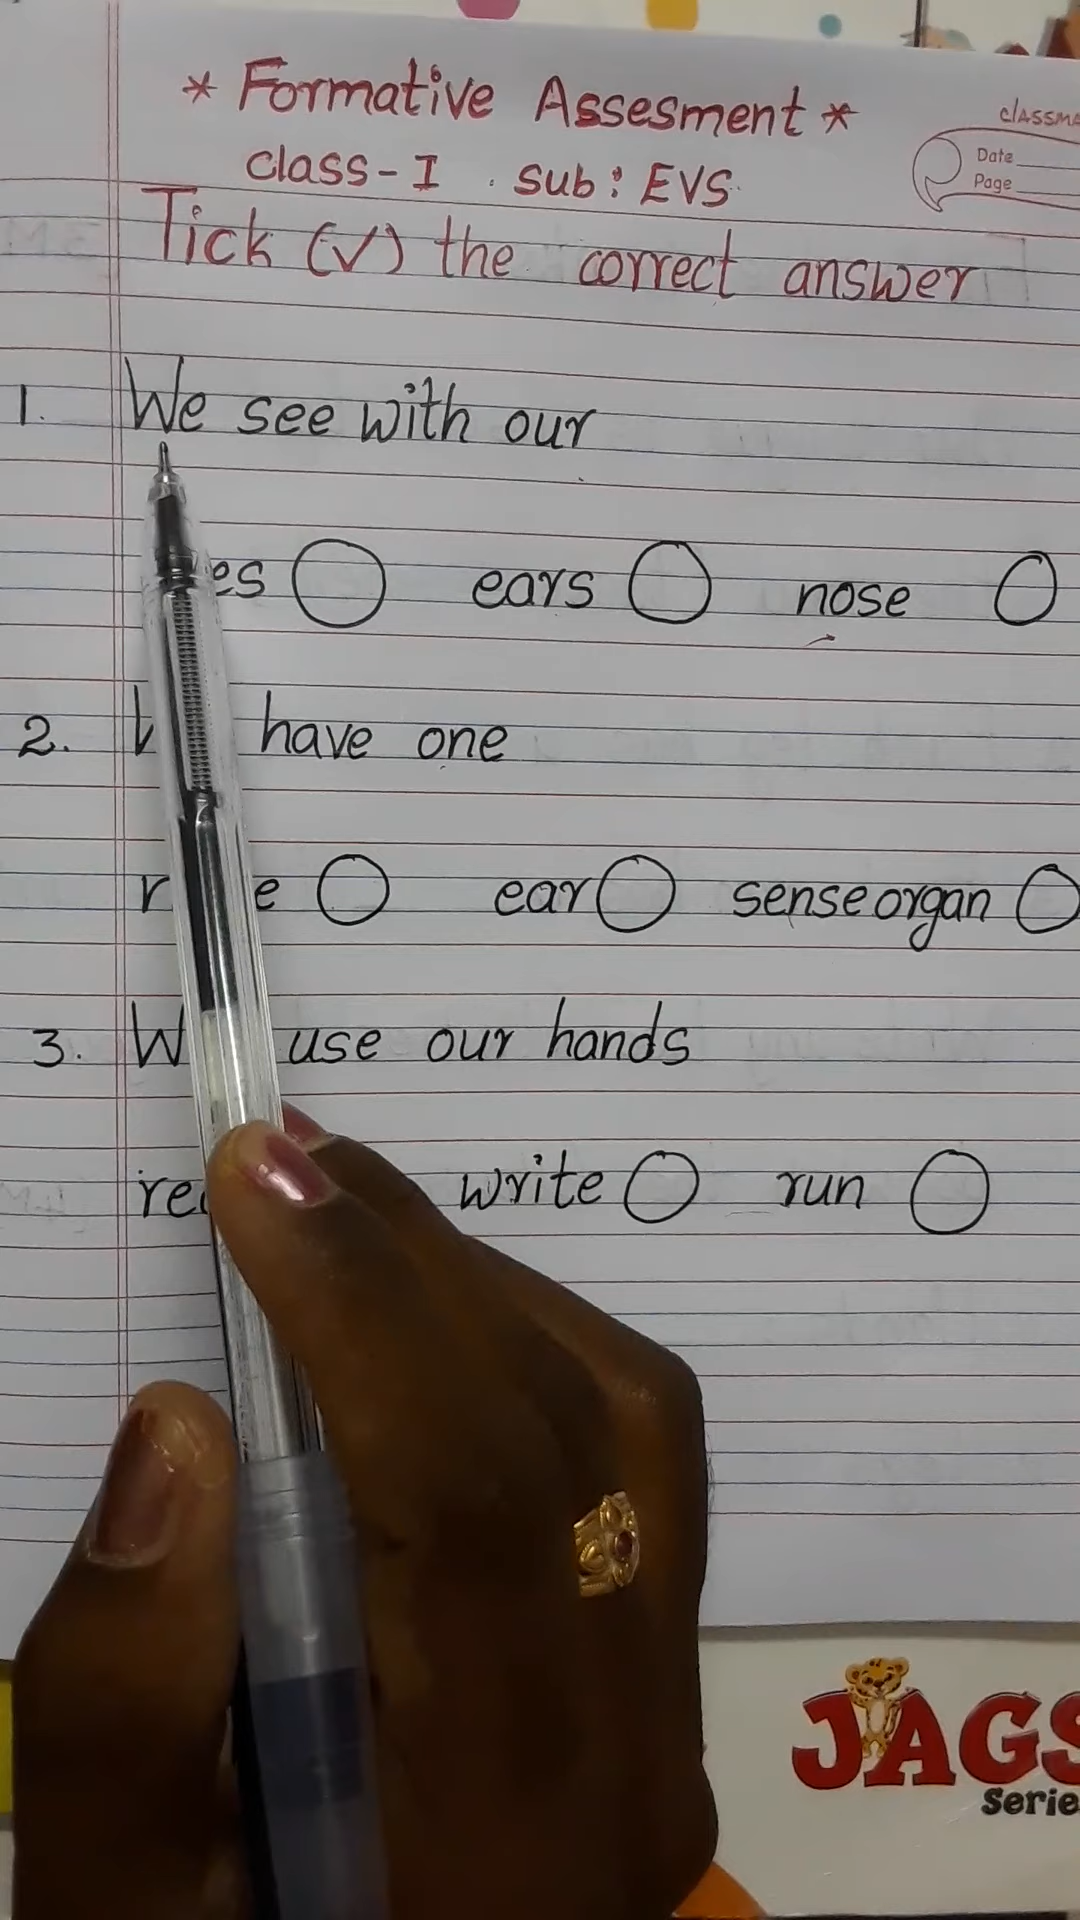 * Formative Assesment *
classma
Date
Page
class-I . sub: EVS.
Tick (✓) the correct answer
1. We see with our
es ears nose
2. have one
ear sense organ
3. W use our hands
write run
JAGS
Serie